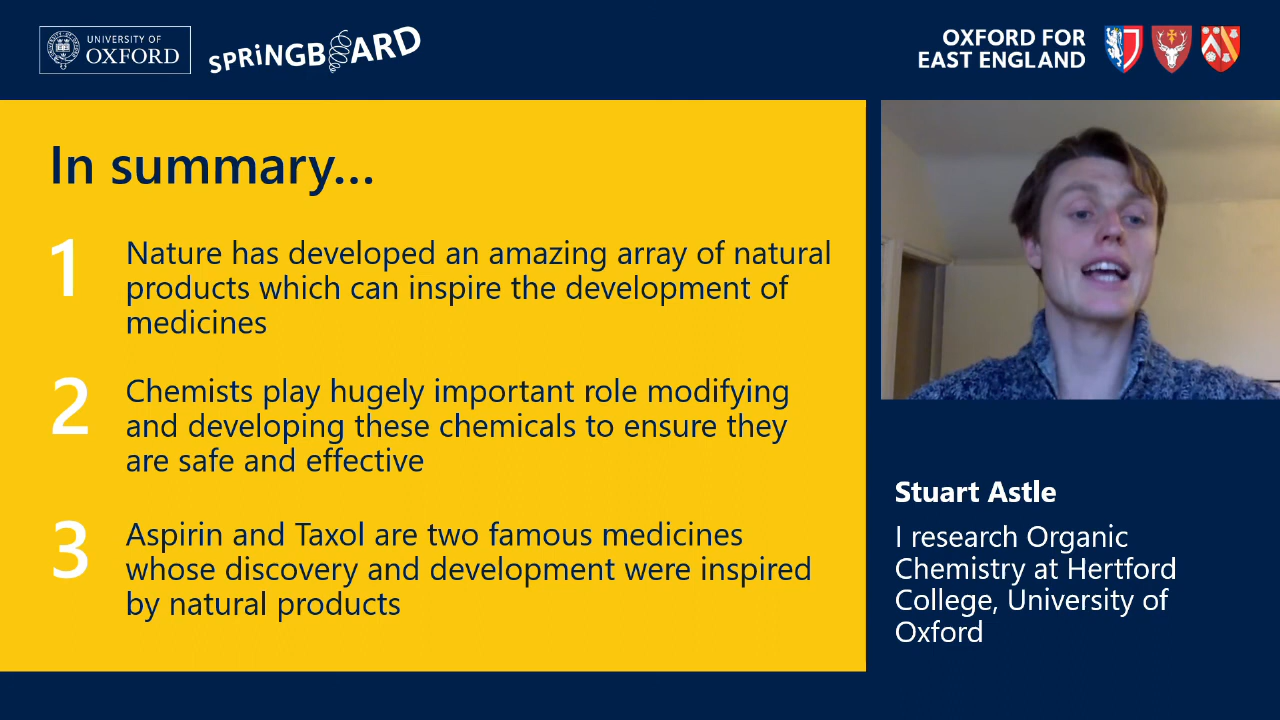 UNIVERSITY OF
OXFORD
SPRiNGBOARD
OXFORD FOR
EAST ENGLAND
In summary...
1
Nature has developed an amazing array of natural
products which can inspire the development of
medicines
2
Chemists play hugely important role modifying
and developing these chemicals to ensure they
are safe and effective
3
Aspirin and Taxol are two famous medicines
whose discovery and development were inspired
by natural products
Stuart Astle
I research Organic
Chemistry at Hertford
College, University of
Oxford